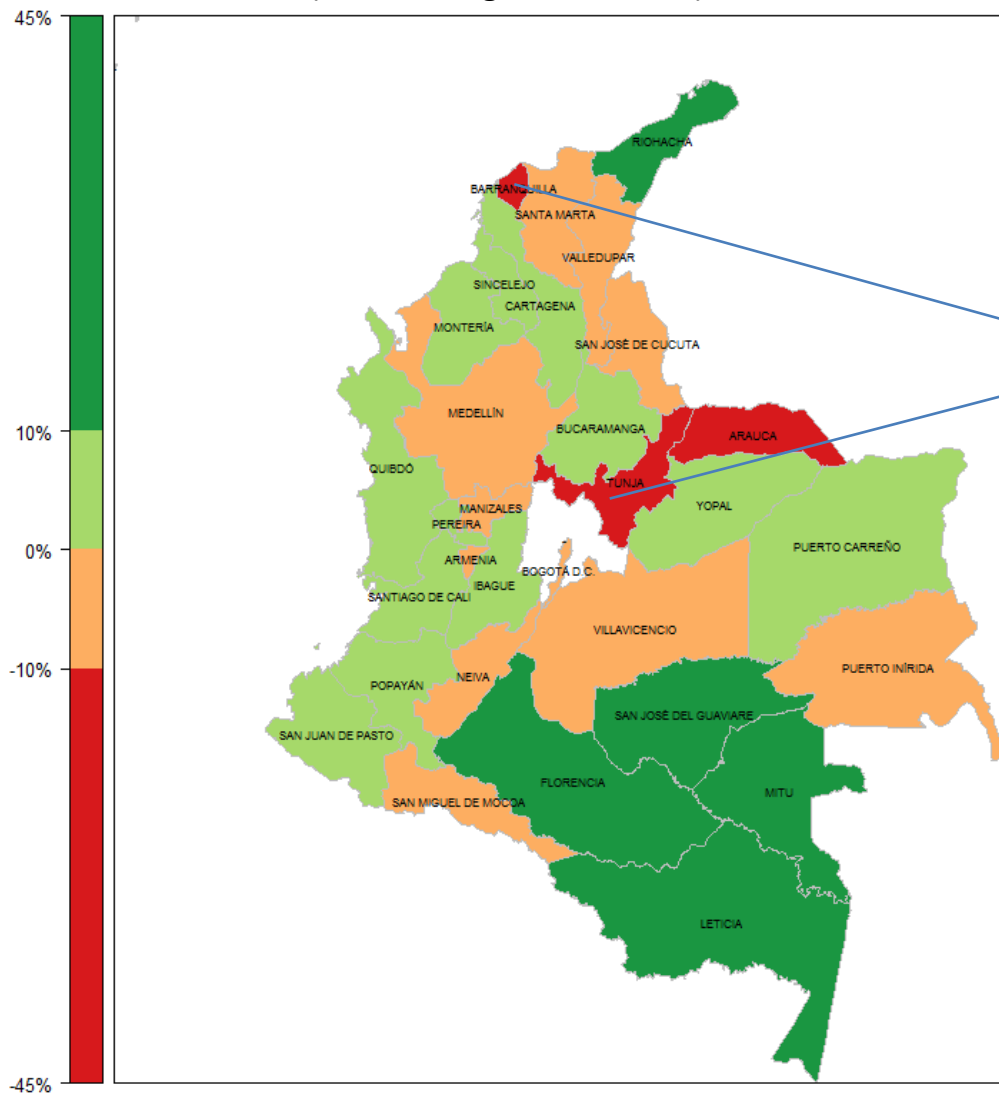 45%
RIOHACHA
BARRANQUILLA
SANTA MARTA
VALLEDUPAR
SINCELEJO
CARTAGENA
MONTERÍA
SAN JOSÉ DE CUCUTA
MEDELLÍN
BUCARAMANGA
10%
ARAUCA
QUIBDÓ
TUNJA
YOPAL
MANIZALES
PEREIRA
PUERTO CARREÑO
0%
ARMENIA
BOGOTÁ D.C.
IBAGUE
SANTIAGO DE CALI
VILLAVICENCIO
-10%
PUERTO INÍRIDA
NEIVA
POPAYÁN
SAN JOSÉ DEL GUAVIARE
SAN JUAN DE PASTO
FLORENCIA
MITU
SAN MIGUEL DE MOCOA
LETICIA
-45%